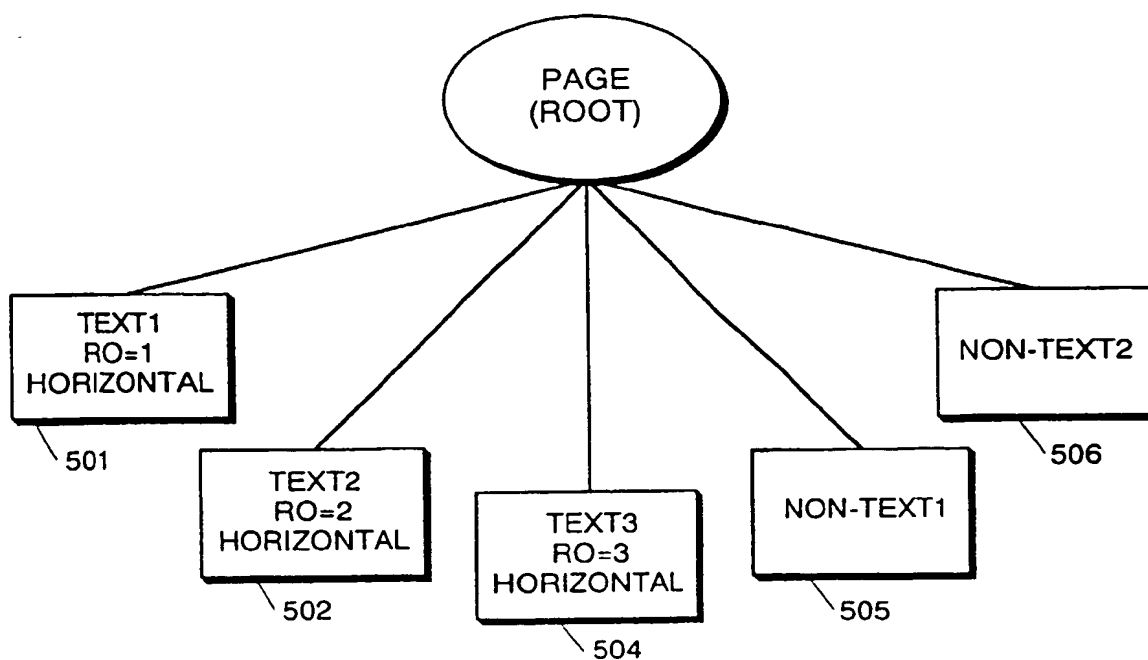 PAGE
(ROOT)
TEXT1
RO=1
HORIZONTAL
501
TEXT2
RO=2
HORIZONTAL
502
TEXT3
RO=3
HORIZONTAL
504
NON-TEXT1
505
NON-TEXT2
506